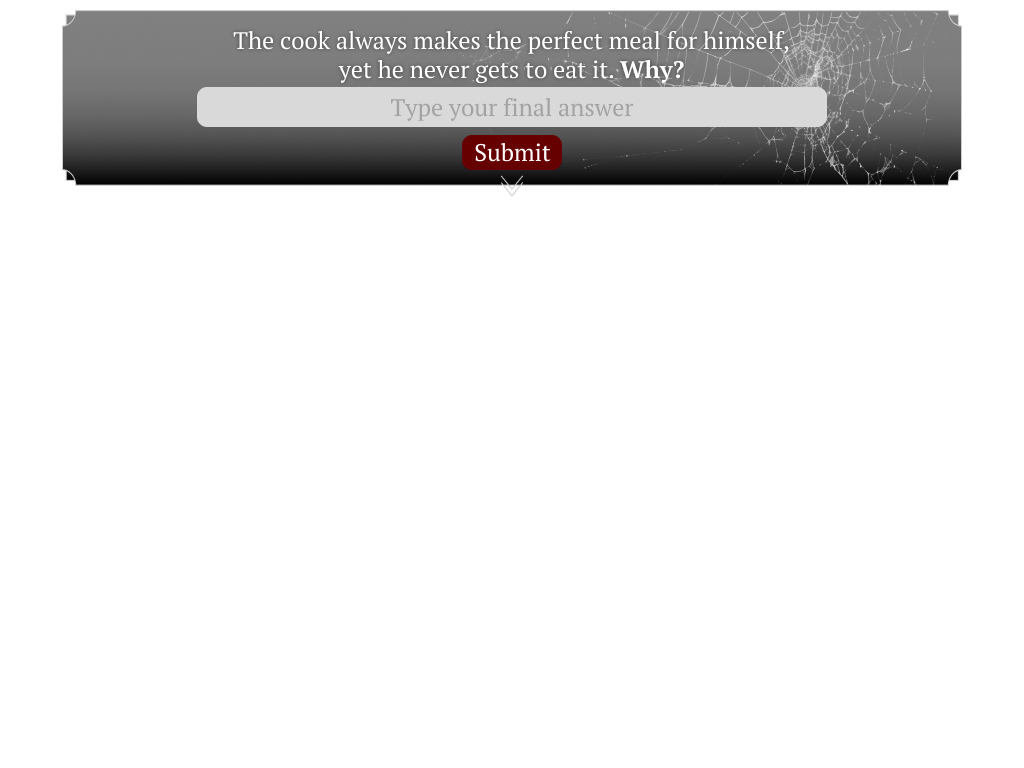 The cook always makes the perfect meal for himself,
yet he never gets to eat it. Why?
Type your final answer
Submit